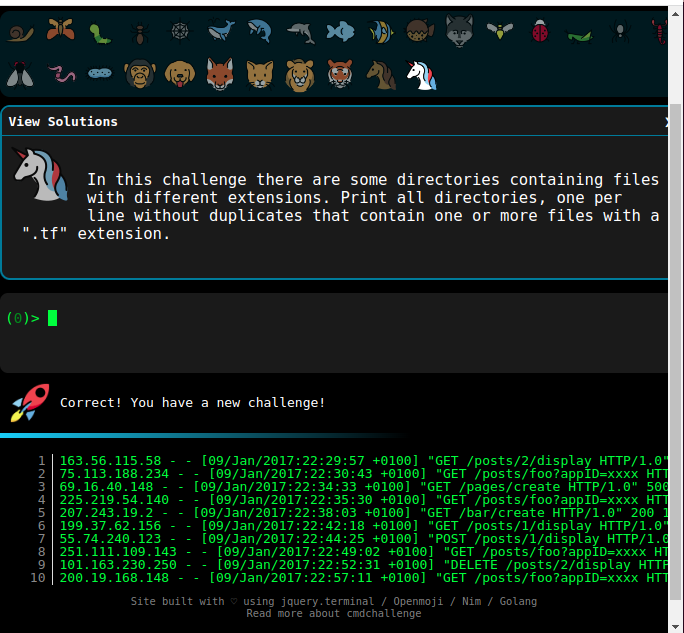 View Solutions
In this challenge there are some directories containing files
with different extensions. Print all directories, one per
line without duplicates that contain one or more files with a
".tf" extension.
(0)>
Correct! You have a new challenge!
1 163.56.115.58 - - [09/Jan/2017:22:29:57 +0100] "GET /posts/2/display HTTP/1.0"
2 75.113.188.234 - - [09/Jan/2017:22:30:43 +0100] "GET /posts/foo?appID=xxxx HTT
3 69.16.40.148 - - [09/Jan/2017:22:34:33 +0100] "GET /pages/create HTTP/1.0" 500
4 225.219.54.140 - - [09/Jan/2017:22:35:30 +0100] "GET /posts/foo?appID=xxxx HTT
5 207.243.19.2 - - [09/Jan/2017:22:38:03 +0100] "GET /bar/create HTTP/1.0" 200 1
6 199.37.62.156 - - [09/Jan/2017:22:42:18 +0100] "GET /posts/1/display HTTP/1.0"
7 55.74.240.123 - - [09/Jan/2017:22:44:25 +0100] "POST /posts/1/display HTTP/1.0
8 251.111.109.143 - - [09/Jan/2017:22:49:02 +0100] "GET /posts/foo?appID=xxxx HT
9 101.163.230.250 - - [09/Jan/2017:22:52:31 +0100] "DELETE /posts/2/display HTTP
10 200.19.168.148 - - [09/Jan/2017:22:57:11 +0100] "GET /posts/foo?appID=xxxx HTT
Site built with ♡ using jquery.terminal / Openmoji / Nim / Golang
Read more about cmdchallenge